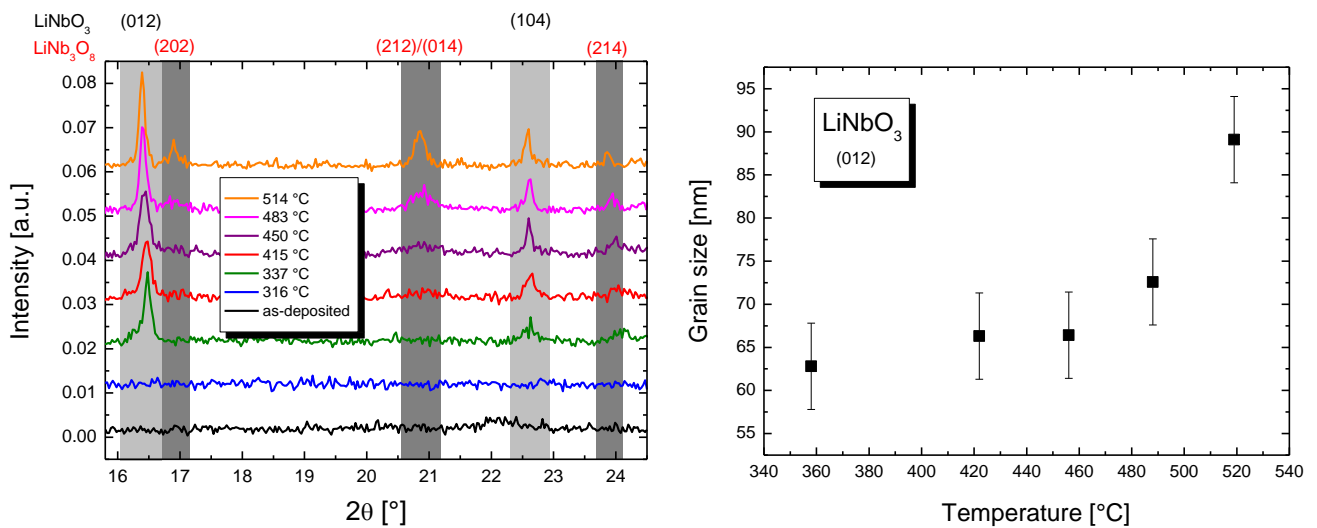 LiNbO3 (012) (104)
LiNb3O8 (202) (212)/(014) (214)
0.08
0.07
0.06
0.05
0.04
0.03
0.02
0.01
0.00
Intensity [a.u.]
514 °C
483 °C
450 °C
415 °C
337 °C
316 °C
as-deposited
16 17 18 19 20 21 22 23 24
2θ [°]
95
90
85
80
75
70
65
60
55
Grain size [nm]
LiNbO3
(012)
340 360 380 400 420 440 460 480 500 520 540
Temperature [°C]